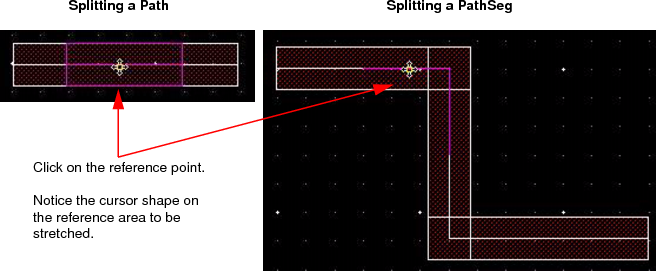 Splitting a Path
Splitting a PathSeg
Click on the reference point.
Notice the cursor shape on
the reference area to be
stretched.